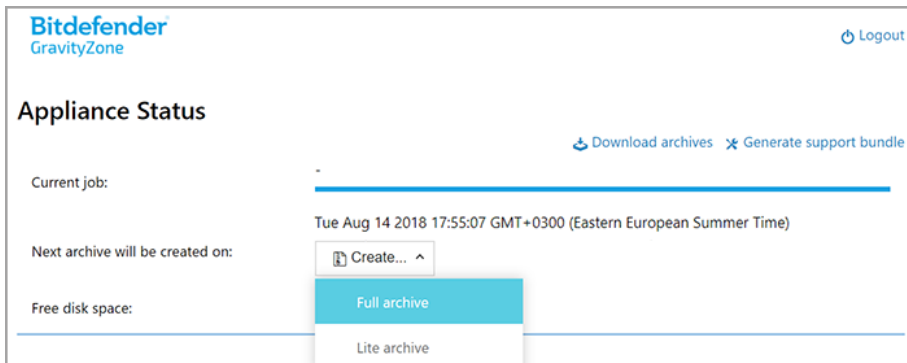 Bitdefender
GravityZone
Logout
Appliance Status
Download archives Generate support bundle
Current job:
-
Tue Aug 14 2018 17:55:07 GMT+0300 (Eastern European Summer Time)
Next archive will be created on:
Create...
Free disk space:
Full archive
Lite archive